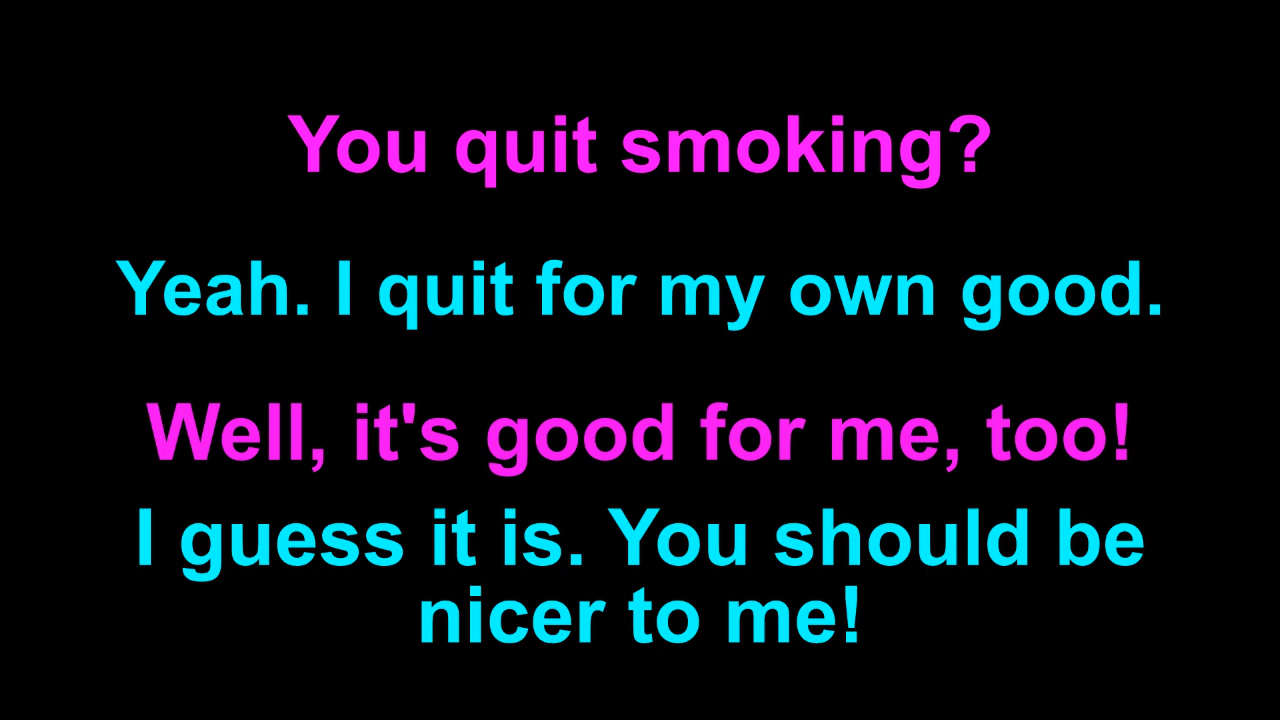 You quit smoking?
Yeah. I quit for my own good.
Well, it's good for me, too!
I guess it is. You should be
nicer to me!